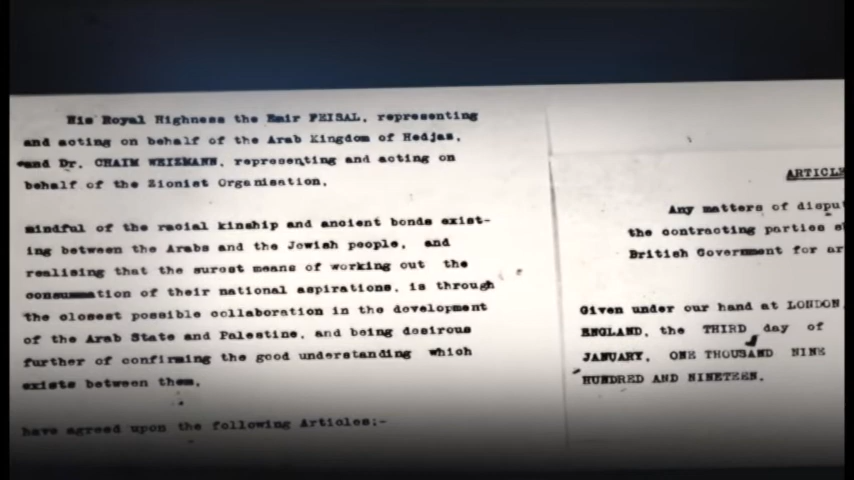 His Royal Highness the Emir FEISAL, representing
and acting on behalf of the Arab Kingdom of Hedjas,
and Dr. CHAIM WEIZMANN, representing and acting on
behalf of the Zionist Organisation,
mindful of the racial kinship and ancient bonds exist-
ing between the Arabs and the Jewish people, and
realising that the surest means of working out the
consummation of their national aspirations, is through
the closest possible collaboration in the development
of the Arab State and Palestine, and being desirous
further of confirming the good understanding which
exists between them,
have agreed upon the following Articles:-
ARTICLE
Any matters of dispu
the contracting parties s
British Government for ar
Given under our hand at LONDON,
ENGLAND, the THIRD day of
JANUARY, ONE THOUSAND NINE
HUNDRED AND NINETEEN.